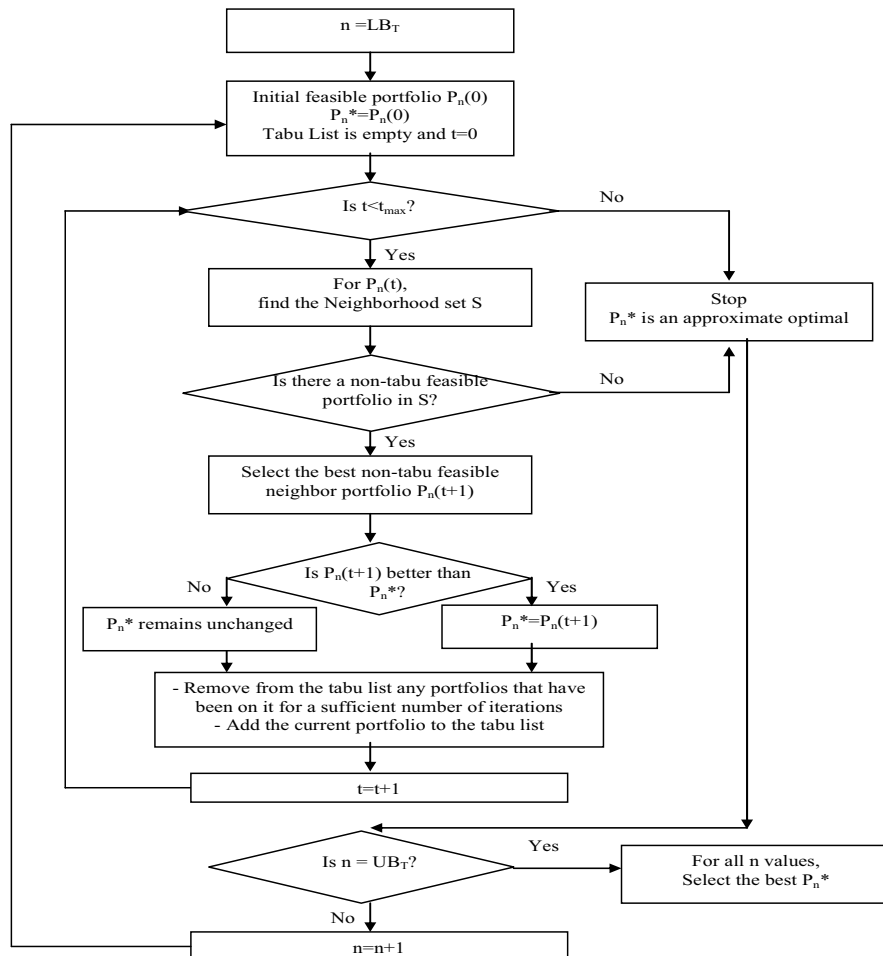 n =LB_T
Initial feasible portfolio P_n(0)
P_n*=P_n(0)
Tabu List is empty and t=0
Is t<t_max?
No
Yes
For P_n(t),
find the Neighborhood set S
Stop
P_n* is an approximate optimal
Is there a non-tabu feasible
portfolio in S?
No
Yes
Select the best non-tabu feasible
neighbor portfolio P_n(t+1)
Is P_n(t+1) better than
P_n*?
No
Yes
P_n* remains unchanged
P_n*=P_n(t+1)
- Remove from the tabu list any portfolios that have
been on it for a sufficient number of iterations
- Add the current portfolio to the tabu list
t=t+1
Is n = UB_T?
Yes
For all n values,
Select the best P_n*
No
n=n+1